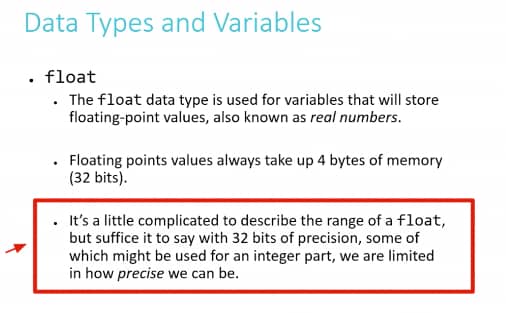 Data Types and Variables
• float
• The float data type is used for variables that will store
floating-point values, also known as real numbers.
• Floating points values always take up 4 bytes of memory
(32 bits).
• It's a little complicated to describe the range of a float,
but suffice it to say with 32 bits of precision, some of
which might be used for an integer part, we are limited
in how precise we can be.